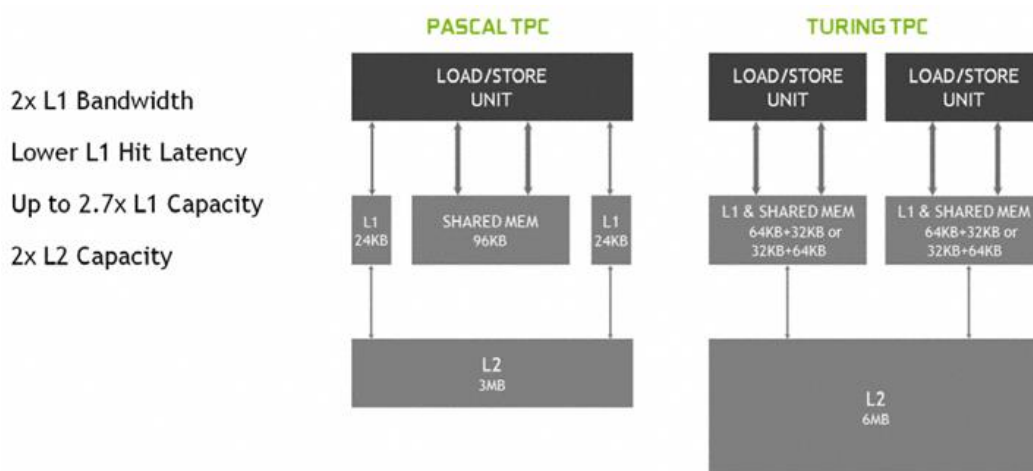 PASCAL TPC
TURING TPC
2x L1 Bandwidth
Lower L1 Hit Latency
Up to 2.7x L1 Capacity
2x L2 Capacity
LOAD/STORE
UNIT
L1
24KB
SHARED MEM
96KB
L1
24KB
L2
3MB
LOAD/STORE
UNIT
LOAD/STORE
UNIT
L1 & SHARED MEM
64KB+32KB or
32KB+64KB
L1 & SHARED MEM
64KB+32KB or
32KB+64KB
L2
6MB